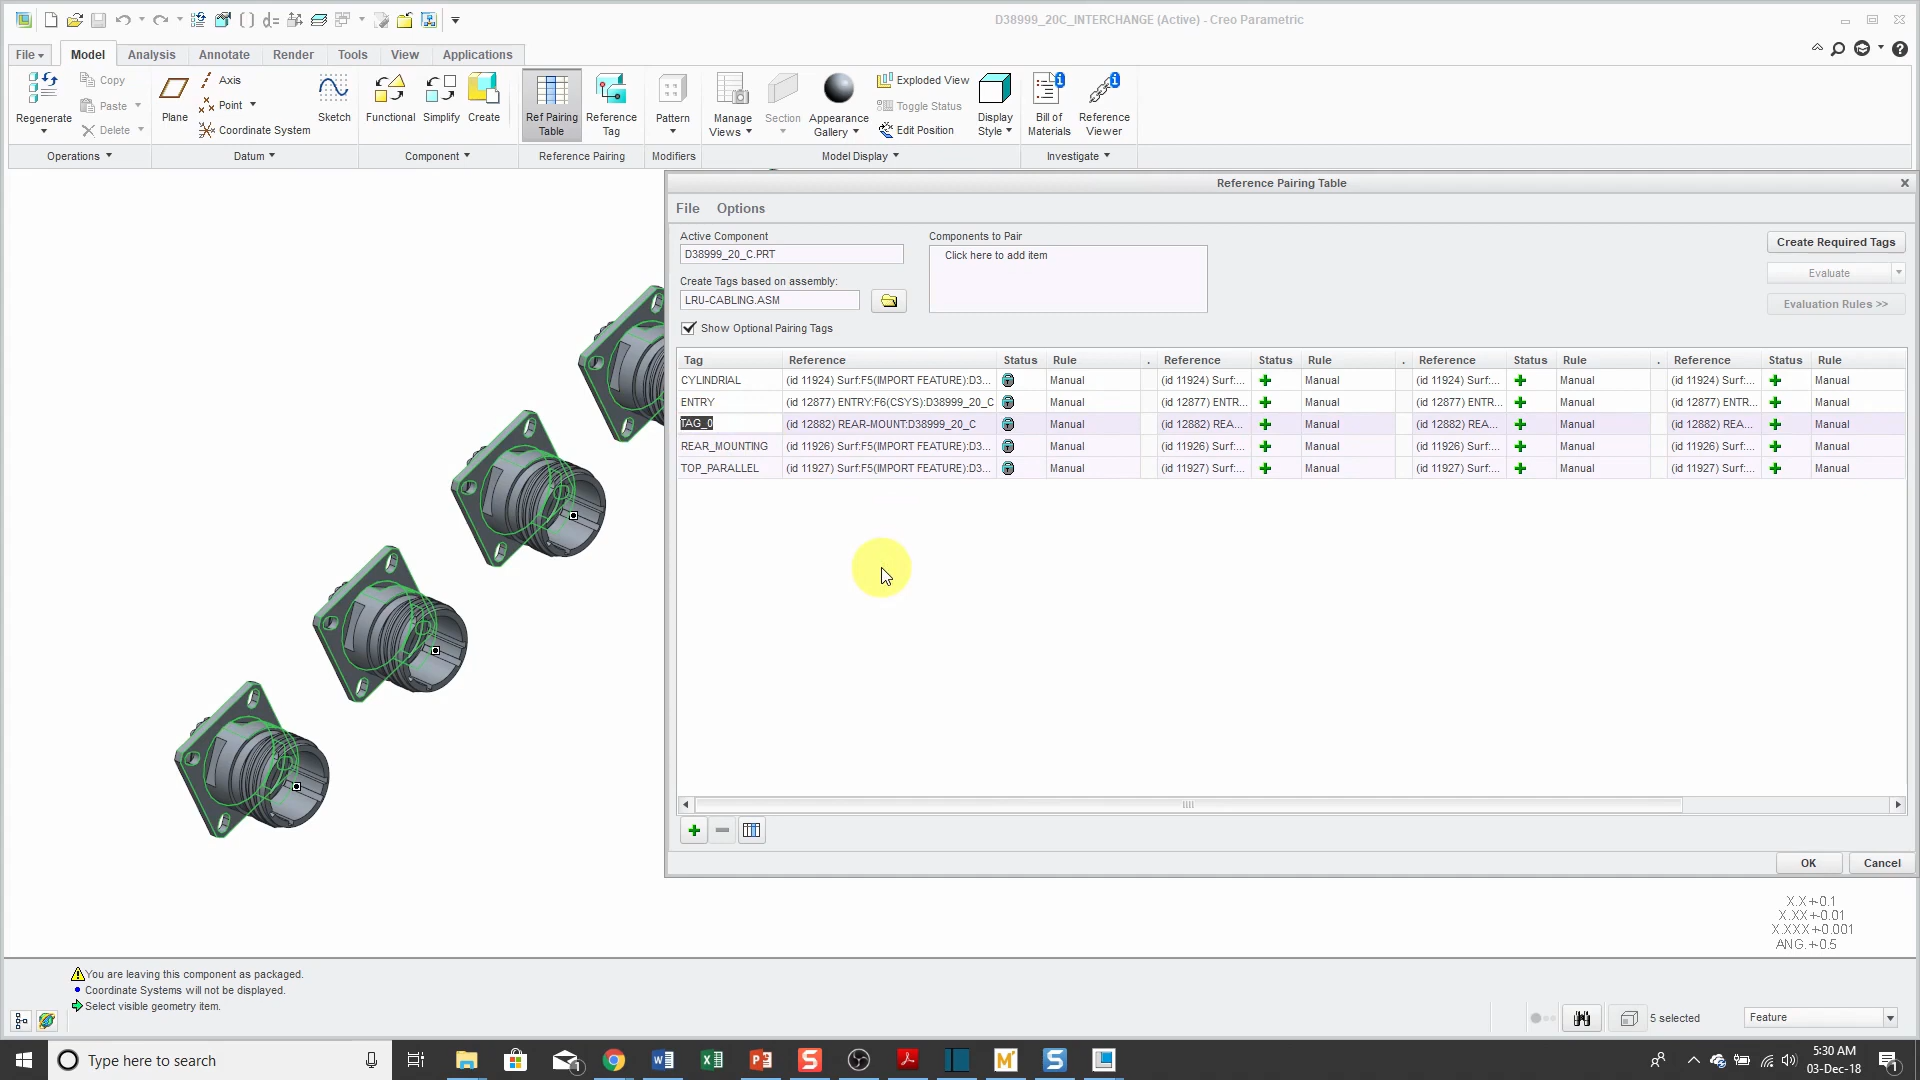 D38999_20C_INTERCHANGE (Active) - Creo Parametric
File Model Analysis Annotate Render Tools View Applications
Regenerate
Copy
Paste
Delete
Plane
Axis
Point
Coordinate System
Sketch
Functional
Simplify
Create
Ref Pairing
Table
Reference
Tag
Pattern
Manage
Views
Section
Appearance
Gallery
Exploded View
Toggle Status
Edit Position
Display
Style
Bill of
Materials
Reference
Viewer
Operations Datum Component Reference Pairing Modifiers Model Display Investigate
Reference Pairing Table
File Options
Active Component
D38999_20_C.PRT
Create Tags based on assembly:
LRU-CABLING.ASM
Show Optional Pairing Tags
Components to Pair
Click here to add item
Create Required Tags
Evaluate
Evaluation Rules >>
Tag Reference Status Rule . Reference Status Rule . Reference Status Rule . Reference Status Rule
CYLINDRIAL (id 11924) Surf:F5(IMPORT FEATURE):D3... Manual (id 11924) Surf:... Manual (id 11924) Surf:... Manual (id 11924) Surf:... Manual
ENTRY (id 12877) ENTRY:F6(CSYS):D38999_20_C Manual (id 12877) ENTR... Manual (id 12877) ENTR... Manual (id 12877) ENTR... Manual
TAG_0 (id 12882) REAR-MOUNT:D38999_20_C Manual (id 12882) REA... Manual (id 12882) REA... Manual (id 12882) REA... Manual
REAR_MOUNTING (id 11926) Surf:F5(IMPORT FEATURE):D3... Manual (id 11926) Surf:... Manual (id 11926) Surf:... Manual (id 11926) Surf:... Manual
TOP_PARALLEL (id 11927) Surf:F5(IMPORT FEATURE):D3... Manual (id 11927) Surf:... Manual (id 11927) Surf:... Manual (id 11927) Surf:... Manual
OK Cancel
X.X+-0.1
X.XX+-0.01
X.XXX+-0.001
ANG.+-0.5
You are leaving this component as packaged.
Coordinate Systems will not be displayed.
Select visible geometry item.
5 selected
Feature
Type here to search
5:30 AM
03-Dec-18